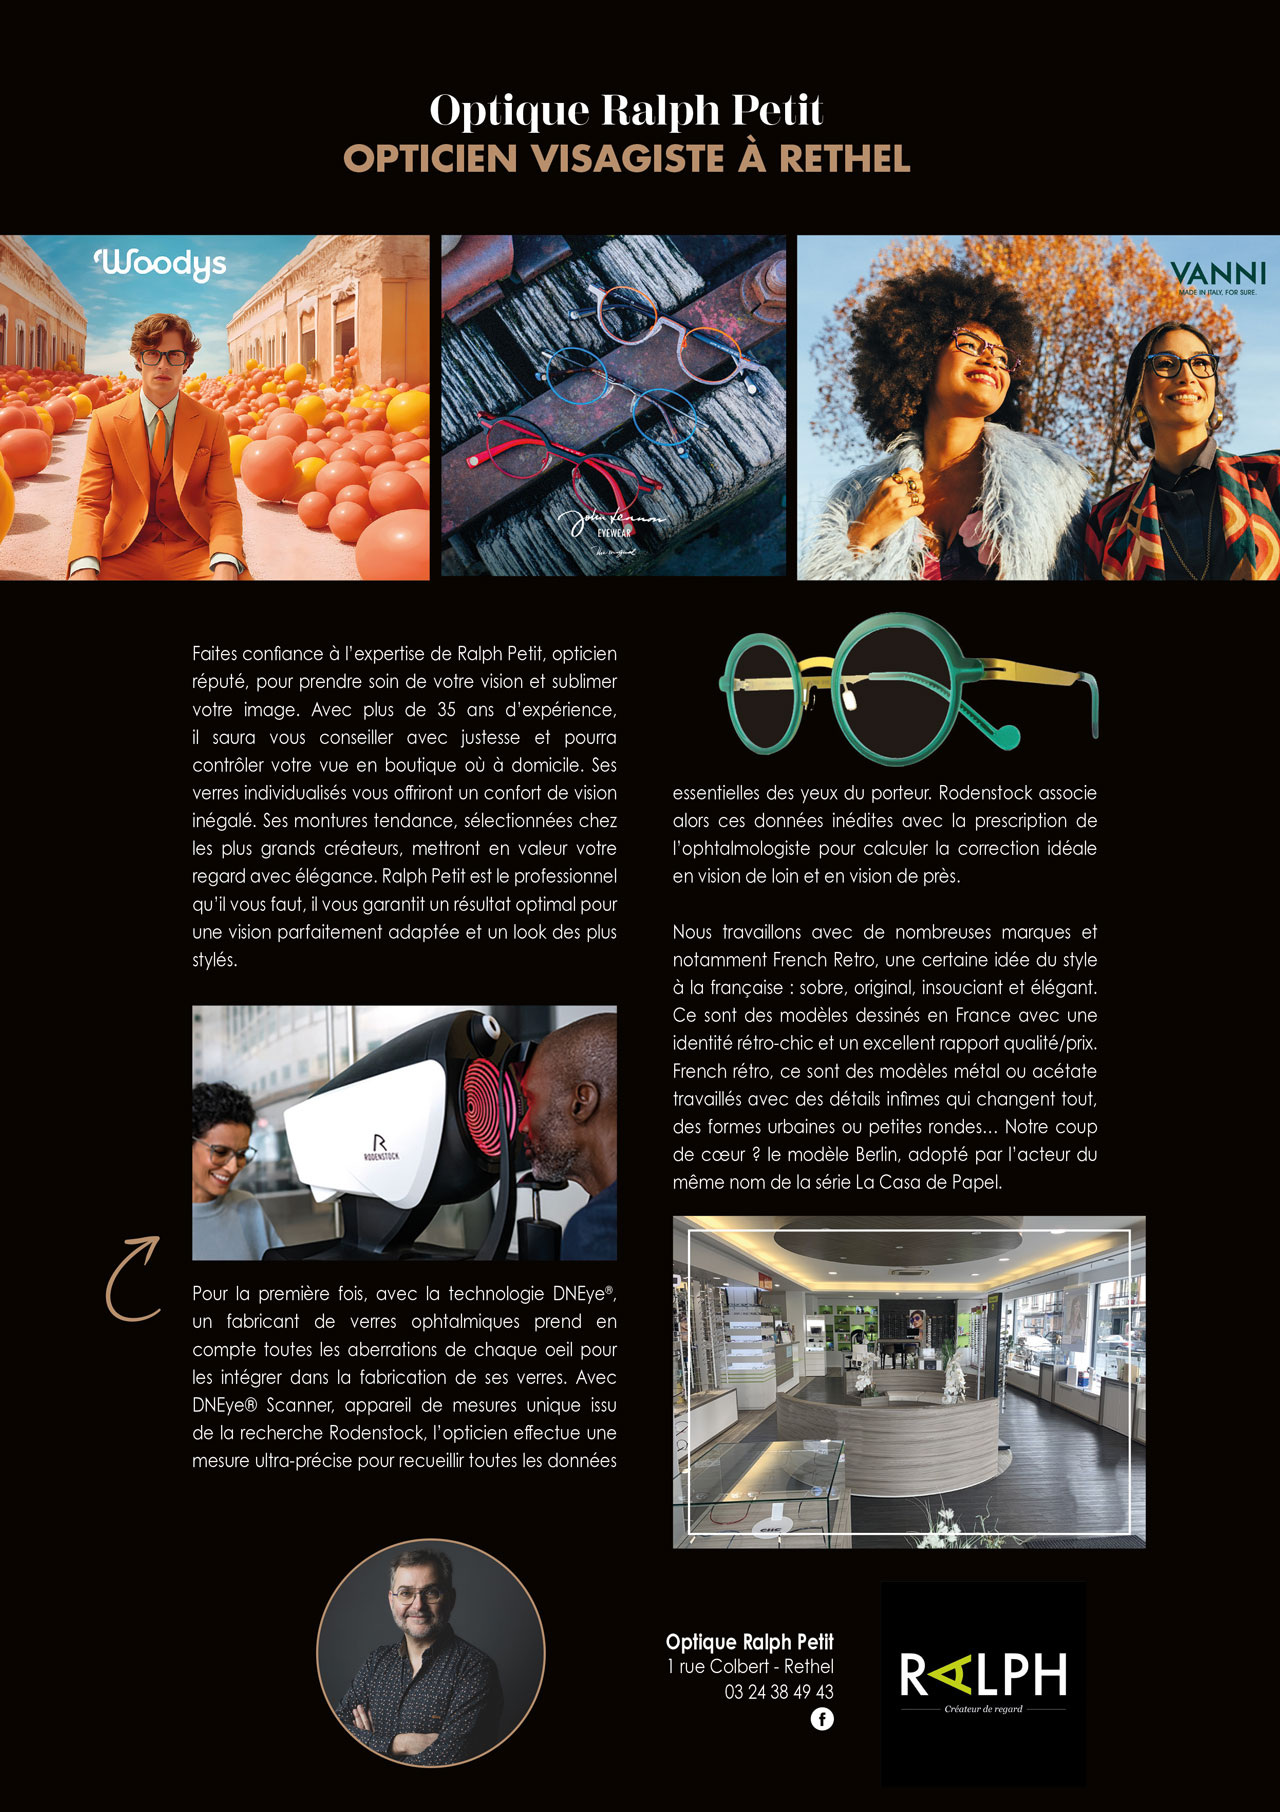 Optique Ralph Petit
OPTICIEN VISAGISTE À RETHEL
Woodys
John Lennon
EYEWEAR
The original
VANNI
MADE IN ITALY, FOR SURE.
Faites confiance à l'expertise de Ralph Petit, opticien
réputé, pour prendre soin de votre vision et sublimer
votre image. Avec plus de 35 ans d'expérience,
il saura vous conseiller avec justesse et pourra
contrôler votre vue en boutique où à domicile. Ses
verres individualisés vous offriront un confort de vision
inégalé. Ses montures tendance, sélectionnées chez
les plus grands créateurs, mettront en valeur votre
regard avec élégance. Ralph Petit est le professionnel
qu'il vous faut, il vous garantit un résultat optimal pour
une vision parfaitement adaptée et un look des plus
stylés.
R
RODENSTOCK
Pour la première fois, avec la technologie DNEye®,
un fabricant de verres ophtalmiques prend en
compte toutes les aberrations de chaque oeil pour
les intégrer dans la fabrication de ses verres. Avec
DNEye® Scanner, appareil de mesures unique issu
de la recherche Rodenstock, l'opticien effectue une
mesure ultra-précise pour recueillir toutes les données
essentielles des yeux du porteur. Rodenstock associe
alors ces données inédites avec la prescription de
l'ophtalmologiste pour calculer la correction idéale
en vision de loin et en vision de près.
Nous travaillons avec de nombreuses marques et
notamment French Retro, une certaine idée du style
à la française : sobre, original, insouciant et élégant.
Ce sont des modèles dessinés en France avec une
identité rétro-chic et un excellent rapport qualité/prix.
French rétro, ce sont des modèles métal ou acétate
travaillés avec des détails infimes qui changent tout,
des formes urbaines ou petites rondes... Notre coup
de cœur ? le modèle Berlin, adopté par l'acteur du
même nom de la série La Casa de Papel.
Optique Ralph Petit
1 rue Colbert - Rethel
03 24 38 49 43
f
RALPH
Créateur de regard